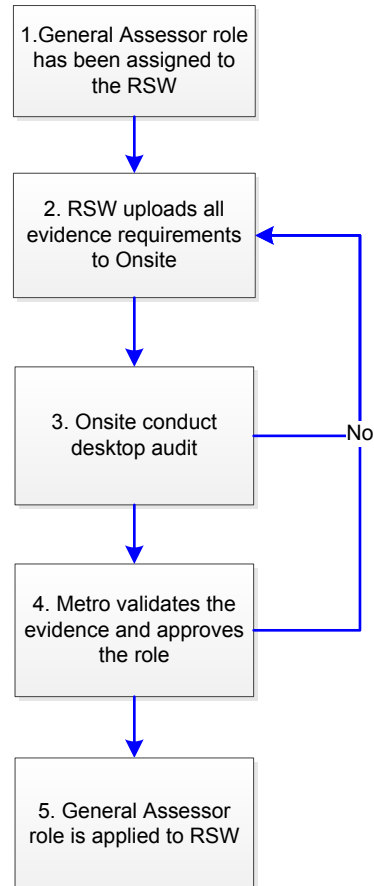 1.General Assessor role
has been assigned to
the RSW
2. RSW uploads all
evidence requirements
to Onsite
3. Onsite conduct
desktop audit
No
4. Metro validates the
evidence and approves
the role
5. General Assessor
role is applied to RSW